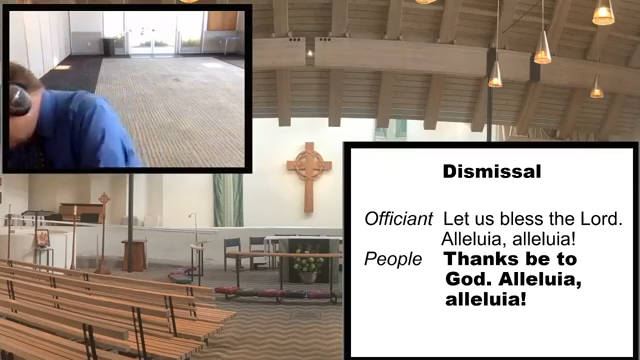 Dismissal
Officiant Let us bless the Lord.
Alleluia, alleluia!
People Thanks be to
God. Alleluia,
alleluia!